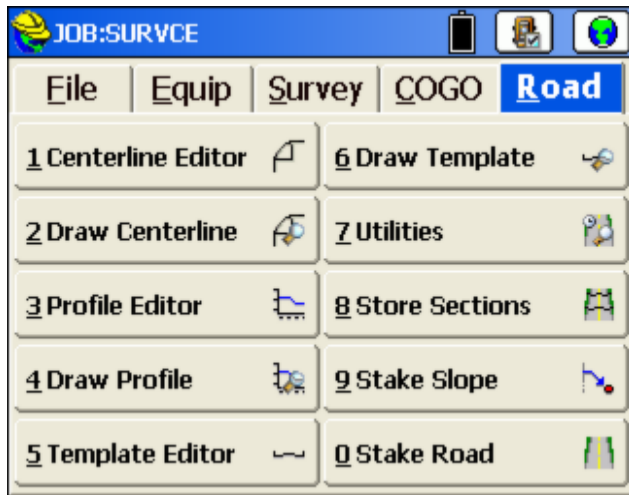 JOB:SURVCE
File Equip Survey COGO Road
1 Centerline Editor
2 Draw Centerline
3 Profile Editor
4 Draw Profile
5 Template Editor
6 Draw Template
7 Utilities
8 Store Sections
9 Stake Slope
0 Stake Road